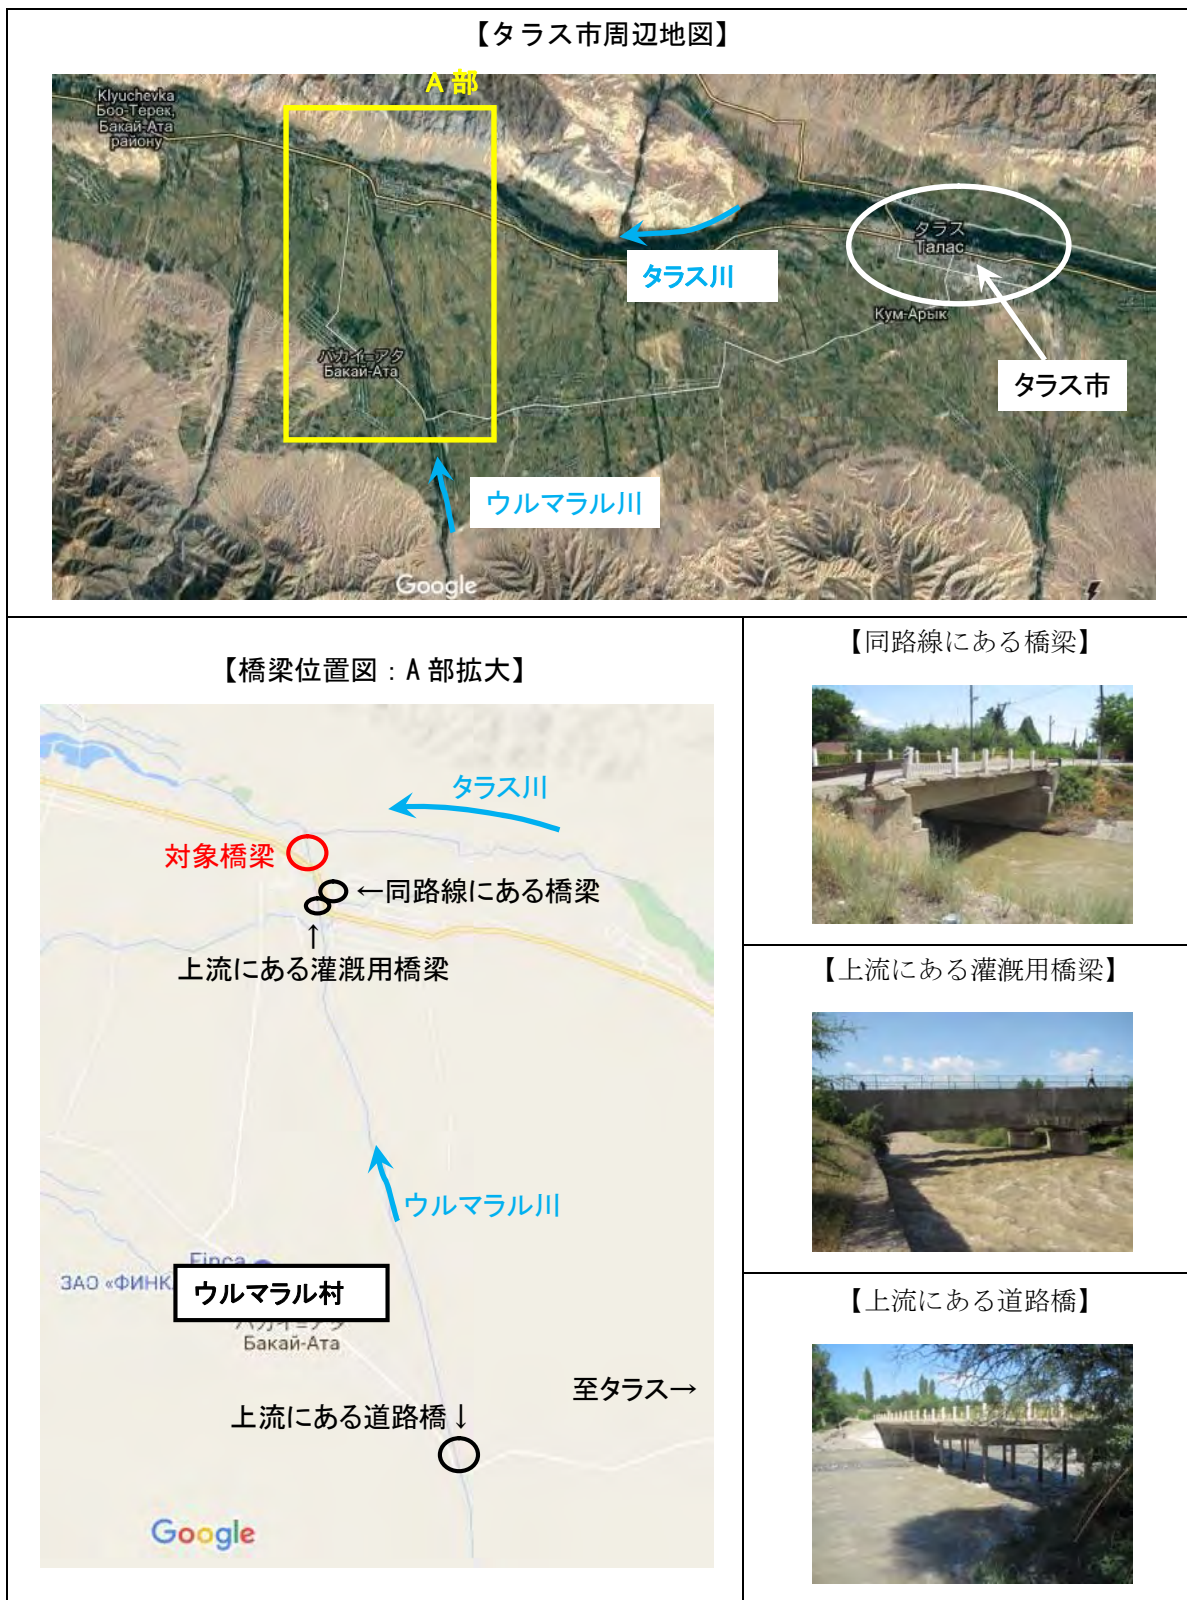 【タラス市周辺地図】
A 部
Klyuchevka
Боо-Терек,
Бакай-Ата
району
タラス
Талас
タラス川
Кум-Арык
バカイ=アタ
Бакай-Ата
タラス市
ウルマラル川
Google
【橋梁位置図：A 部拡大】
タラス川
対象橋梁
←同路線にある橋梁
↑
上流にある灌漑用橋梁
ウルマラル川
Finca
ЗАО «ФИНК
ウルマラル村
バカイ=アタ
Бакай-Ата
至タラス→
上流にある道路橋↓
Google
【同路線にある橋梁】
【上流にある灌漑用橋梁】
【上流にある道路橋】